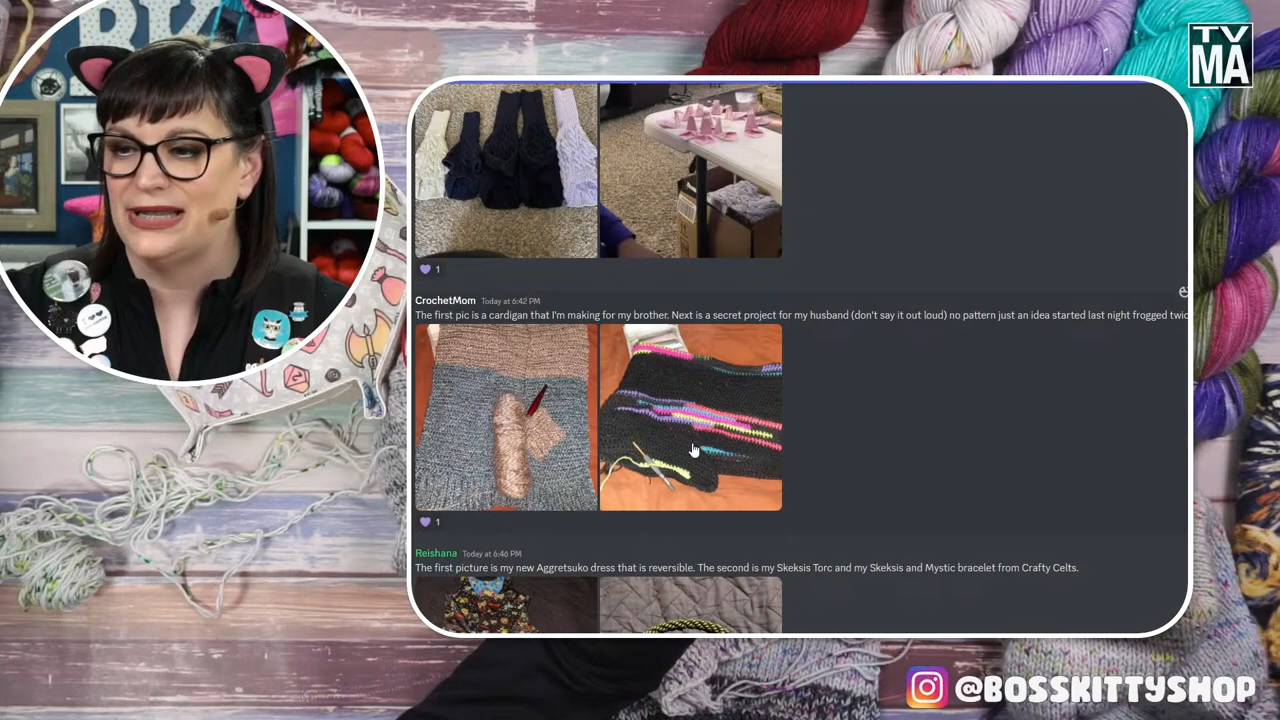 BK
TV
MA
1
CrochetMom Today at 6:42 PM
The first pic is a cardigan that I'm making for my brother. Next is a secret project for my husband (don't say it out loud) no pattern just an idea started last night frogged twic
1
Reishana Today at 6:46 PM
The first picture is my new Aggretsuko dress that is reversible. The second is my Skeksis Torc and my Skeksis and Mystic bracelet from Crafty Celts.
@BOSSKITTYSHOP